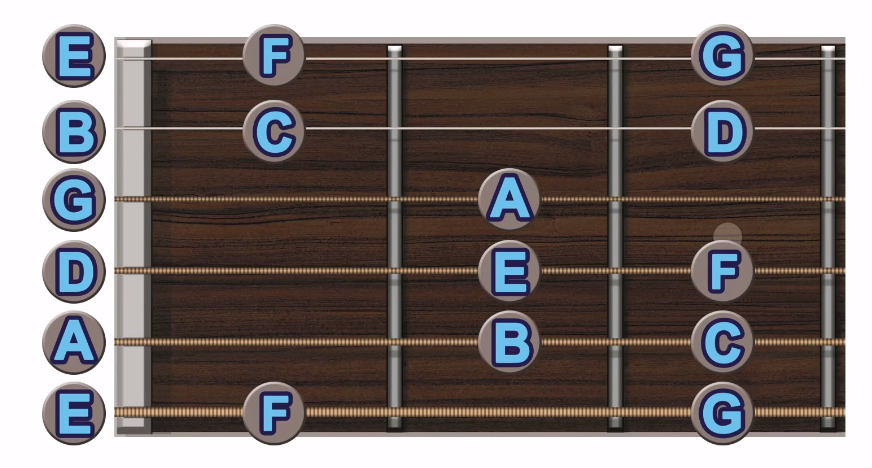 E F G
B C D
G A
D E F
A B C
E F G